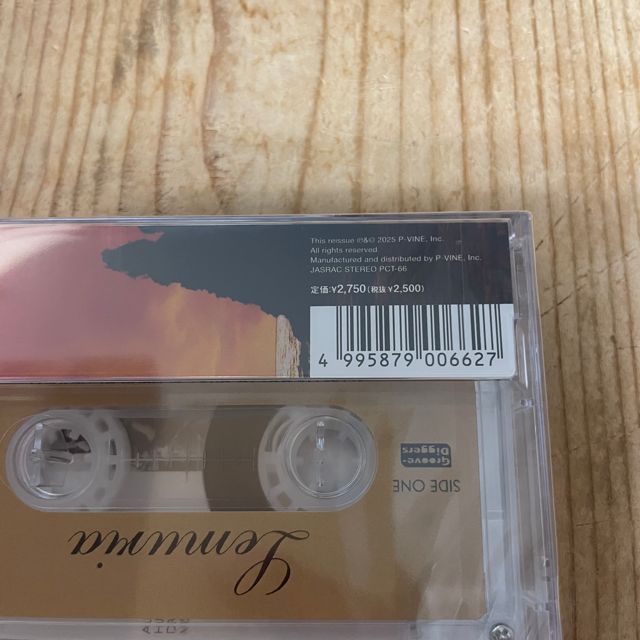 This reissue ℗&© 2025 P-VINE, Inc.
All rights reserved.
Manufactured and distributed by P-VINE, Inc.
JASRAC STEREO PCT-66
定価:¥2,750(税抜¥2,500)
4 995879 006627
Groove-
Diggers
SIDE ONE
Lemuria